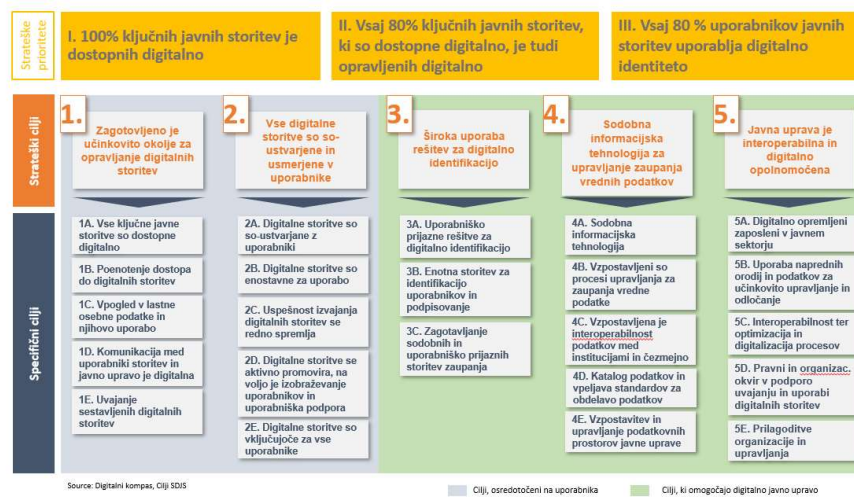 Strateške
prioritete
I. 100% ključnih javnih storitev je
dostopnih digitalno
II. Vsaj 80% ključnih javnih storitev,
ki so dostopne digitalno, je tudi
opravljenih digitalno
III. Vsaj 80 % uporabnikov javnih
storitev uporablja digitalno
identiteto
Strateški cilji
1.
Zagotovljeno je
učinkovito okolje za
opravljanje digitalnih
storitev
2.
Vse digitalne
storitve so so-
ustvarjene in
usmerjene v
uporabnike
3.
Široka uporaba
rešitev za digitalno
identifikacijo
4.
Sodobna
informacijska
tehnologija za
upravljanje zaupanja
vrednih podatkov
5.
Javna uprava je
interoperabilna in
digitalno
opolnomočena
Specifični cilji
1A. Vse ključne javne
storitve so dostopne
digitalno
1B. Poenotenje dostopa
do digitalnih storitev
1C. Vpogled v lastne
osebne podatke in
njihovo uporabo
1D. Komunikacija med
uporabniki storitev in
javno upravo je digitalna
1E. Uvajanje
sestavljenih digitalnih
storitev
2A. Digitalne storitve so
so-ustvarjane z
uporabniki
2B. Digitalne storitve so
enostavne za uporabo
2C. Uspešnost izvajanja
digitalnih storitev se
redno spremlja
2D. Digitalne storitve se
aktivno promovira, na
voljo je izobraževanje
uporabnikov in
uporabniška podpora
2E. Digitalne storitve so
vključujoče za vse
uporabnike
3A. Uporabniško
prijazne rešitve za
digitalno identifikacijo
3B. Enotna storitev za
identifikacijo
uporabnikov in
podpisovanje
3C. Zagotavljanje
sodobnih in
uporabniško prijaznih
storitev zaupanja
4A. Sodobna
informacijska
tehnologija
4B. Vzpostavljeni so
procesi upravljanja za
zaupanja vredne
podatke
4C. Vzpostavljena je
interoperabilnost
podatkov med
institucijami in čezmejno
4D. Katalog podatkov in
vpeljava standardov za
obdelavo podatkov
4E. Vzpostavitev in
upravljanje podatkovnih
prostorov javne uprave
5A. Digitalno opremljeni
zaposleni v javnem
sektorju
5B. Uporaba naprednih
orodij in podatkov za
učinkovito upravljanje in
odločanje
5C. Interoperabilnost ter
optimizacija in
digitalizacija procesov
5D. Pravni in organizac.
okvir v podporo
uvajanju in uporabi
digitalnih storitev
5E. Prilagoditve
organizacije in
upravljanja
Source: Digitalni kompas, Cilji SDJS
Cilji, osredotočeni na uporabnika
Cilji, ki omogočajo digitalno javno upravo